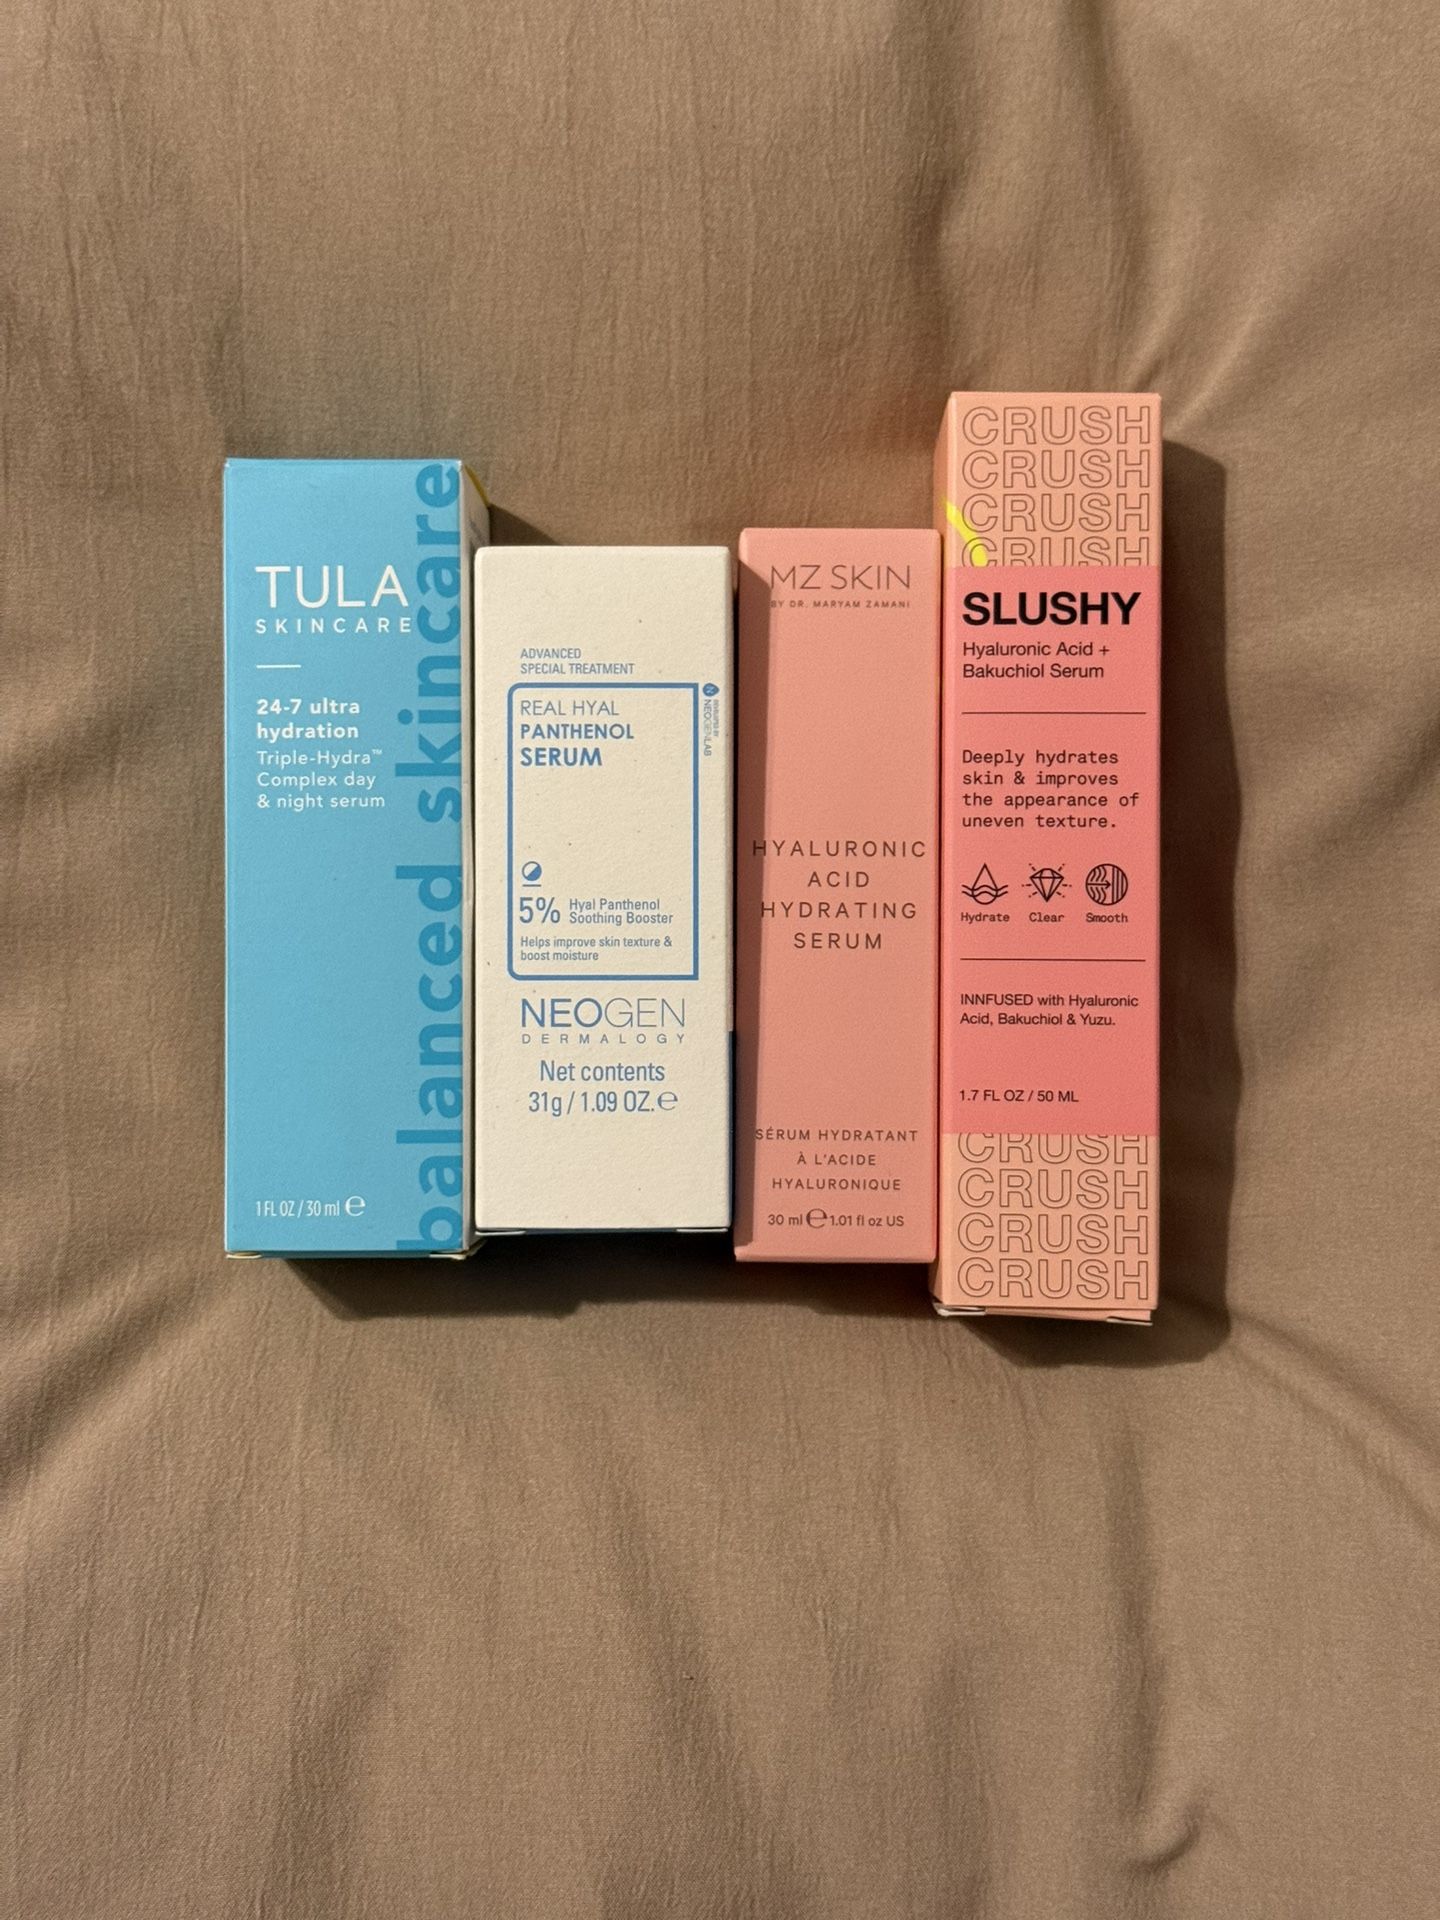 TULA
SKINCARE
24-7 ultra
hydration
Triple-Hydra™
Complex day
& night serum
1 FL OZ / 30 ml ℮
balanced skincare
ADVANCED
SPECIAL TREATMENT
REAL HYAL
PANTHENOL
SERUM
NEOGENLAB
5% Hyal Panthenol
Soothing Booster
Helps improve skin texture &
boost moisture
NEOGEN
DERMALOGY
Net contents
31g / 1.09 OZ. ℮
MZ SKIN
BY DR. MARYAM ZAMANI
HYALURONIC
ACID
HYDRATING
SERUM
SÉRUM HYDRATANT
À L'ACIDE
HYALURONIQUE
30 ml ℮ 1.01 fl oz US
CRUSH
CRUSH
CRUSH
CRUSH
SLUSHY
Hyaluronic Acid +
Bakuchiol Serum
Deeply hydrates
skin & improves
the appearance of
uneven texture.
Hydrate Clear Smooth
INNFUSED with Hyaluronic
Acid, Bakuchiol & Yuzu.
1.7 FL OZ / 50 ML
CRUSH
CRUSH
CRUSH
CRUSH